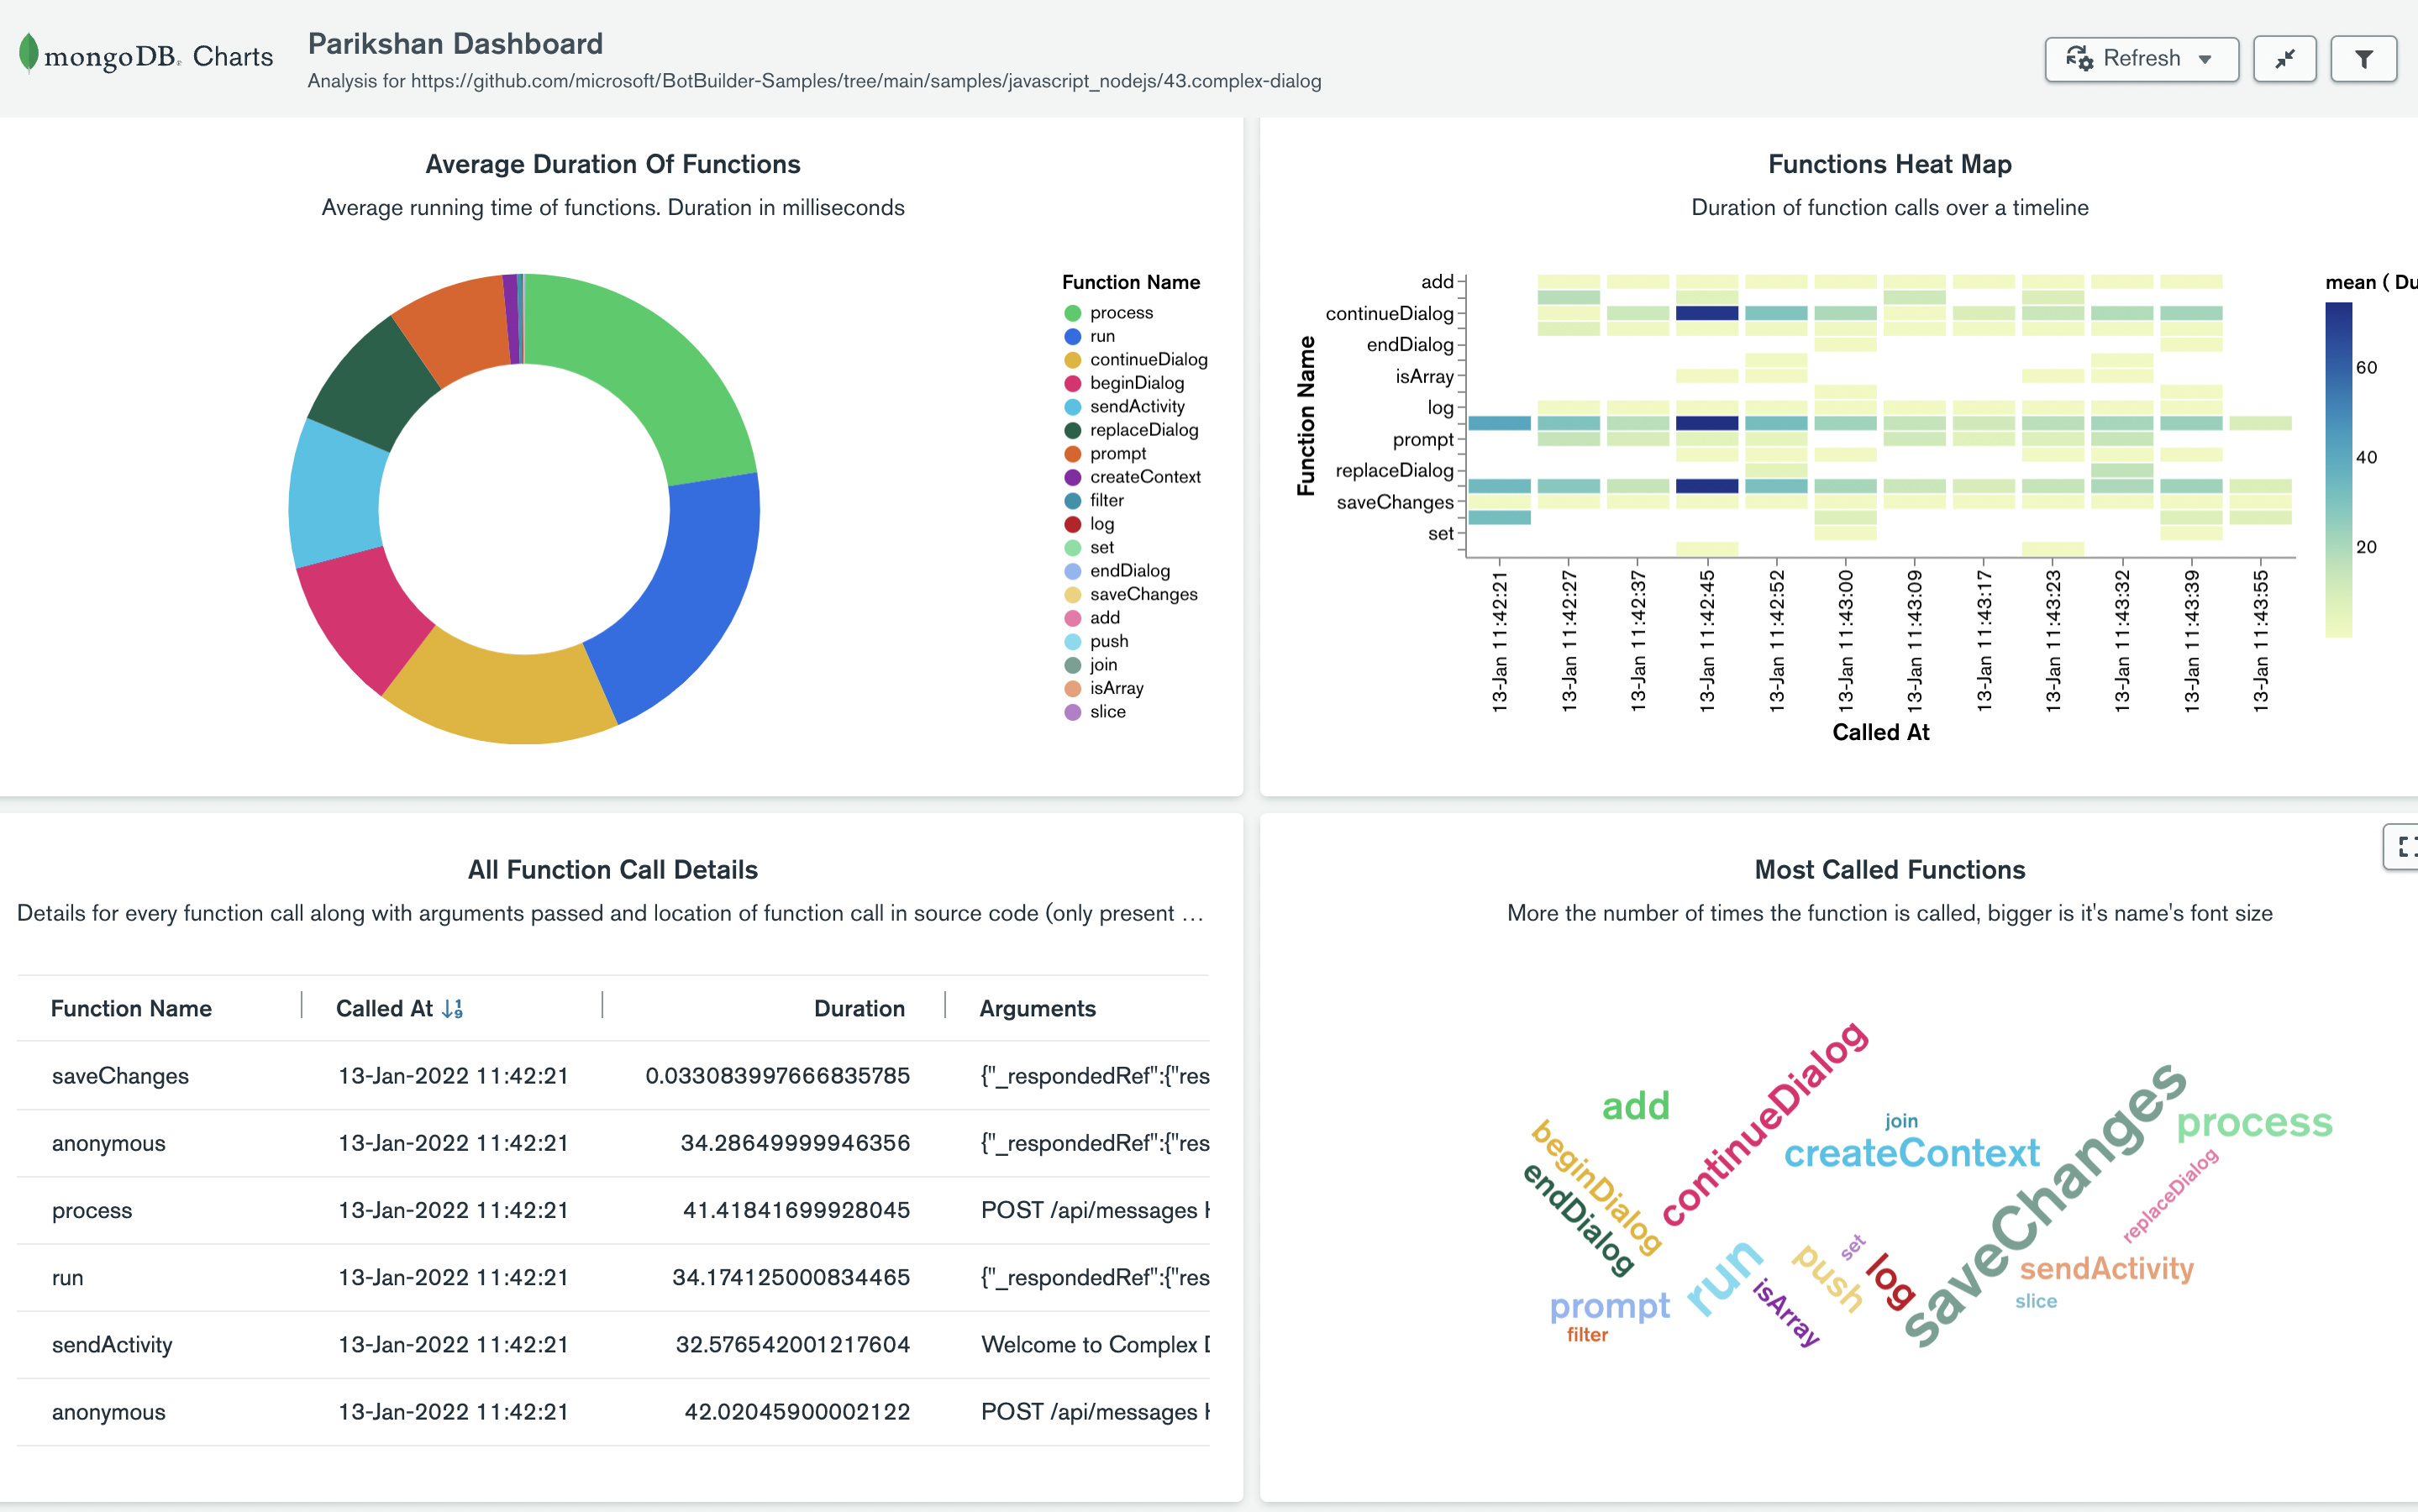 mongoDB. Charts
Parikshan Dashboard
Analysis for https://github.com/microsoft/BotBuilder-Samples/tree/main/samples/javascript_nodejs/43.complex-dialog
Refresh
Average Duration Of Functions
Average running time of functions. Duration in milliseconds
Function Name
process
run
continueDialog
beginDialog
sendActivity
replaceDialog
prompt
createContext
filter
log
set
endDialog
saveChanges
add
push
join
isArray
slice
Functions Heat Map
Duration of function calls over a timeline
Function Name
add
continueDialog
endDialog
isArray
log
prompt
replaceDialog
saveChanges
set
13-Jan 11:42:21
13-Jan 11:42:27
13-Jan 11:42:37
13-Jan 11:42:45
13-Jan 11:42:52
13-Jan 11:43:00
13-Jan 11:43:09
13-Jan 11:43:17
13-Jan 11:43:23
13-Jan 11:43:32
13-Jan 11:43:39
13-Jan 11:43:55
Called At
mean ( Du
60
40
20
All Function Call Details
Details for every function call along with arguments passed and location of function call in source code (only present ...
Function Name Called At Duration Arguments
saveChanges 13-Jan-2022 11:42:21 0.033083997666835785 {"_respondedRef":{"res
anonymous 13-Jan-2022 11:42:21 34.28649999946356 {"_respondedRef":{"res
process 13-Jan-2022 11:42:21 41.41841699928045 POST /api/messages
run 13-Jan-2022 11:42:21 34.174125000834465 {"_respondedRef":{"res
sendActivity 13-Jan-2022 11:42:21 32.576542001217604 Welcome to Complex
anonymous 13-Jan-2022 11:42:21 42.02045900002122 POST /api/messages
Most Called Functions
More the number of times the function is called, bigger is it's name's font size
continueDialog
add
beginDialog
endDialog
join
createContext
saveChanges
process
replaceDialog
run
push
set
log
sendActivity
slice
prompt
filter
isArray